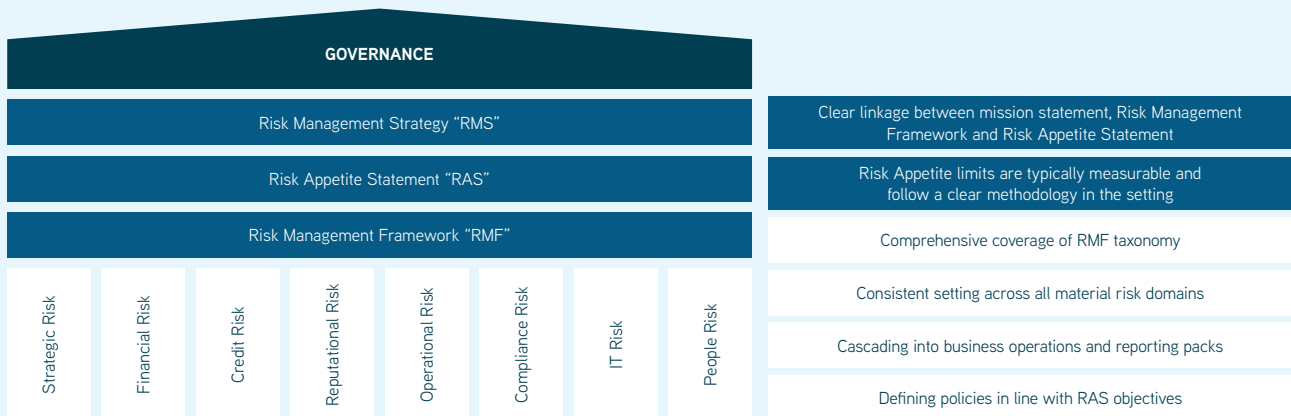 GOVERNANCE
Risk Management Strategy “RMS”
Risk Appetite Statement “RAS”
Risk Management Framework “RMF”
Strategic Risk
Financial Risk
Credit Risk
Reputational Risk
Operational Risk
Compliance Risk
IT Risk
People Risk
Clear linkage between mission statement, Risk Management
Framework and Risk Appetite Statement
Risk Appetite limits are typically measurable and
follow a clear methodology in the setting
Comprehensive coverage of RMF taxonomy
Consistent setting across all material risk domains
Cascading into business operations and reporting packs
Defining policies in line with RAS objectives